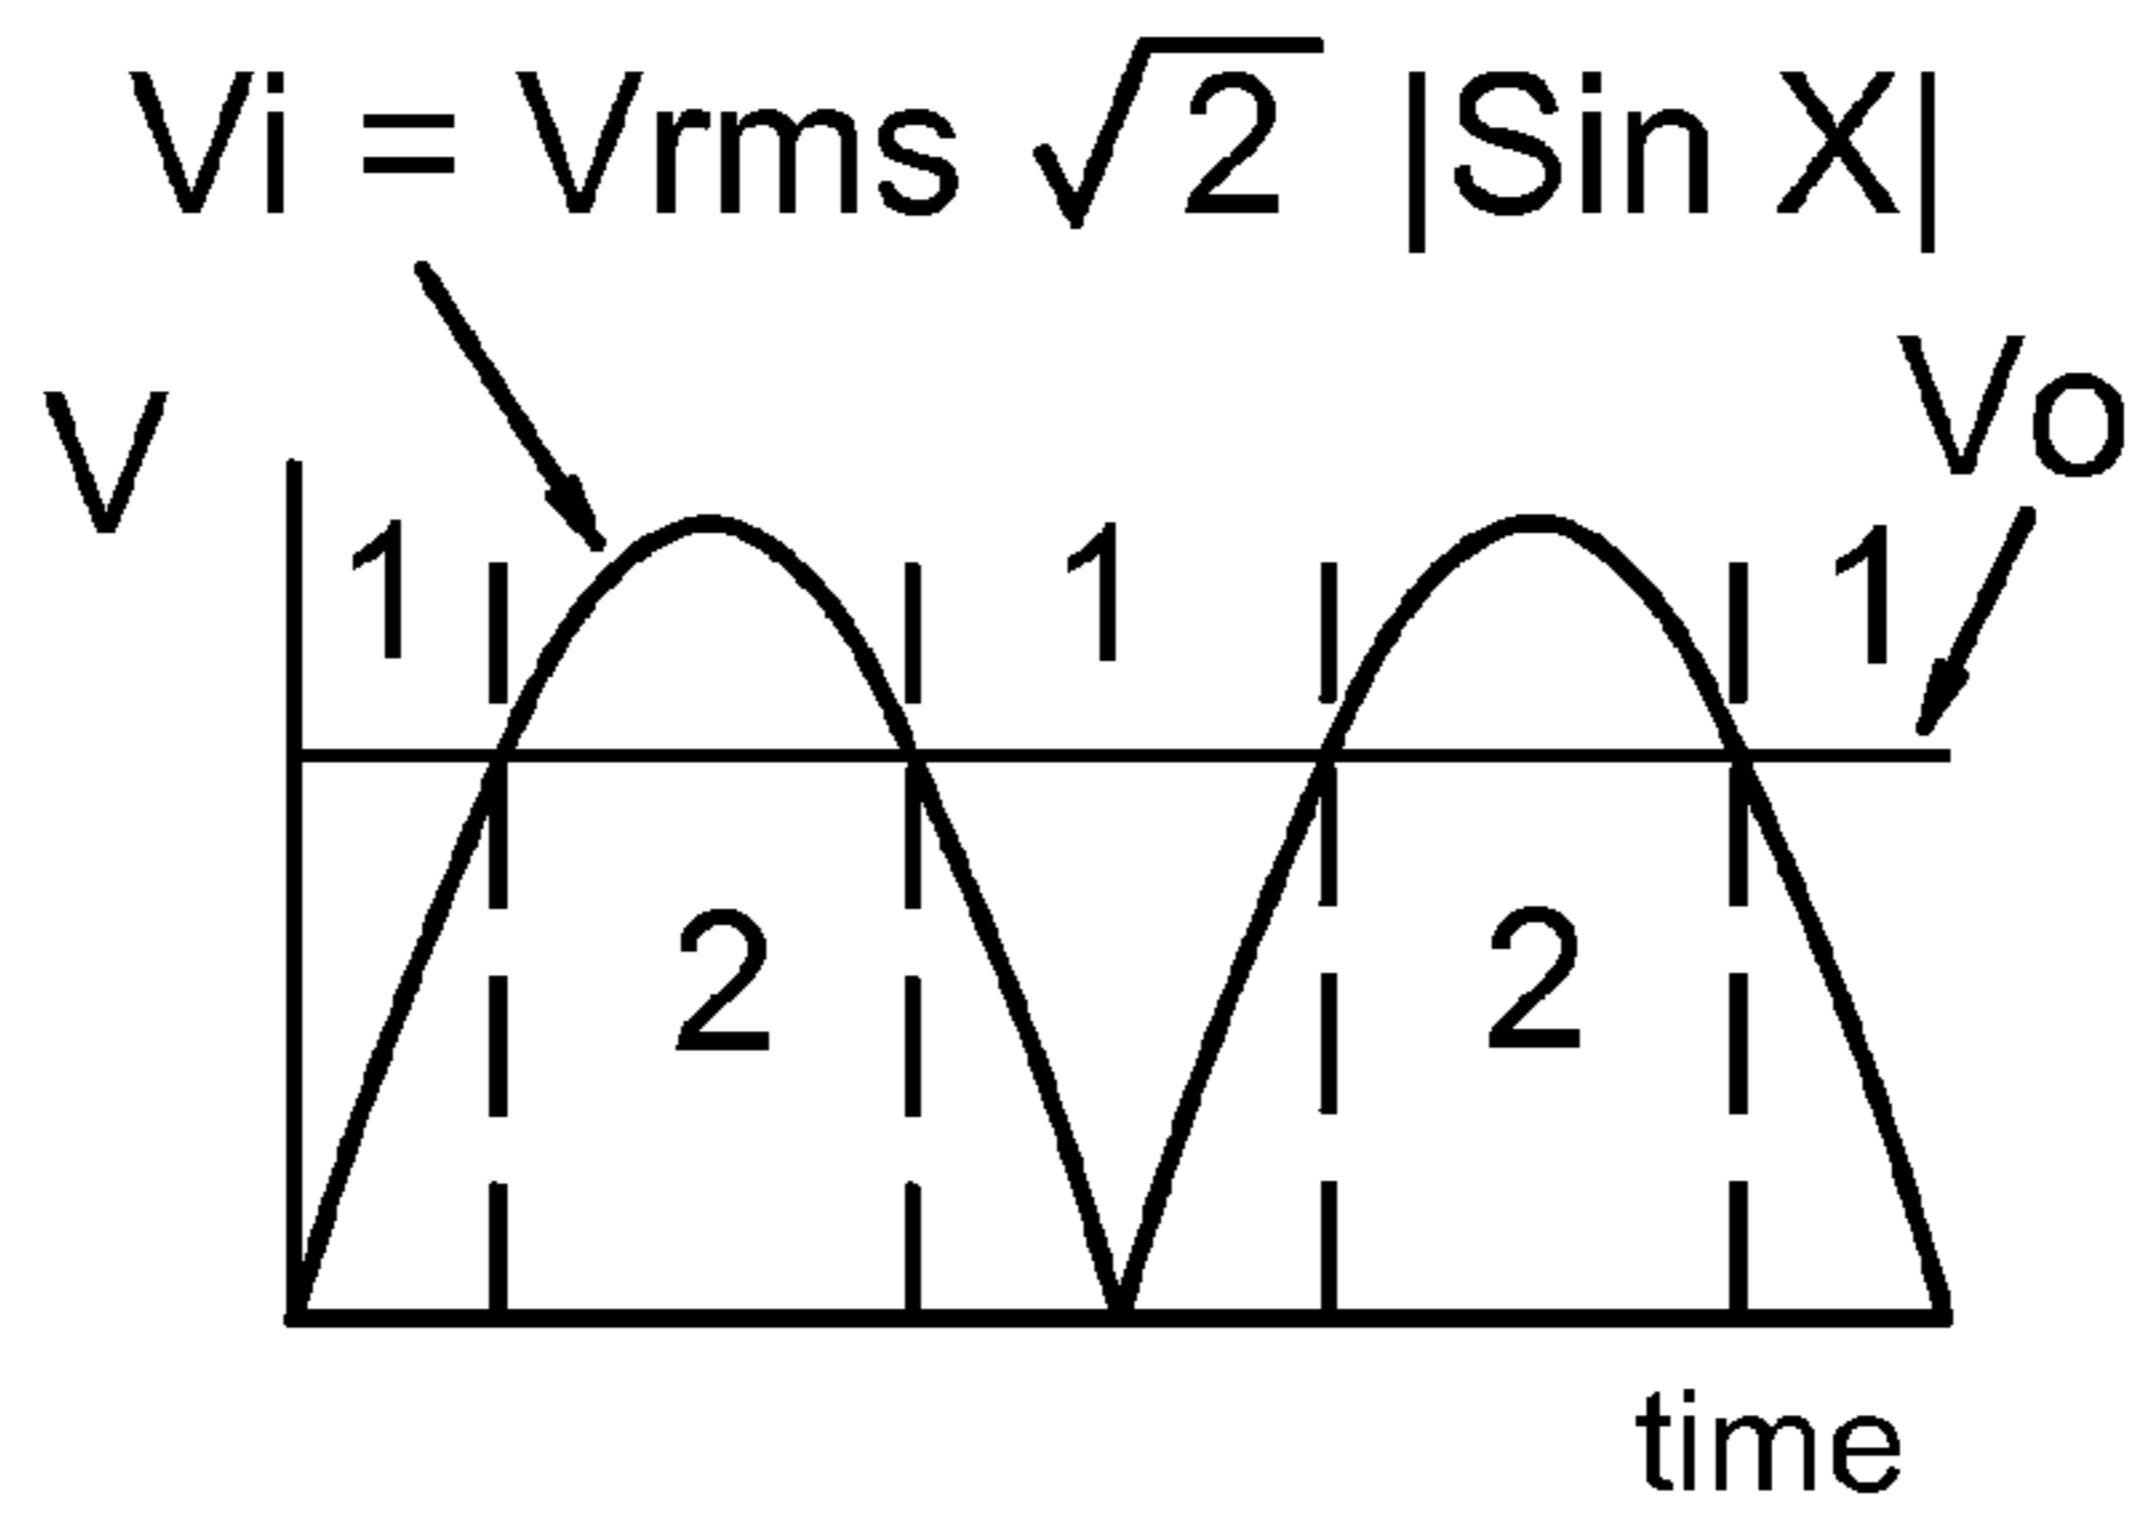 Vi = Vrms √2 |Sin X|
Vo
V
1 1 1
2 2
time